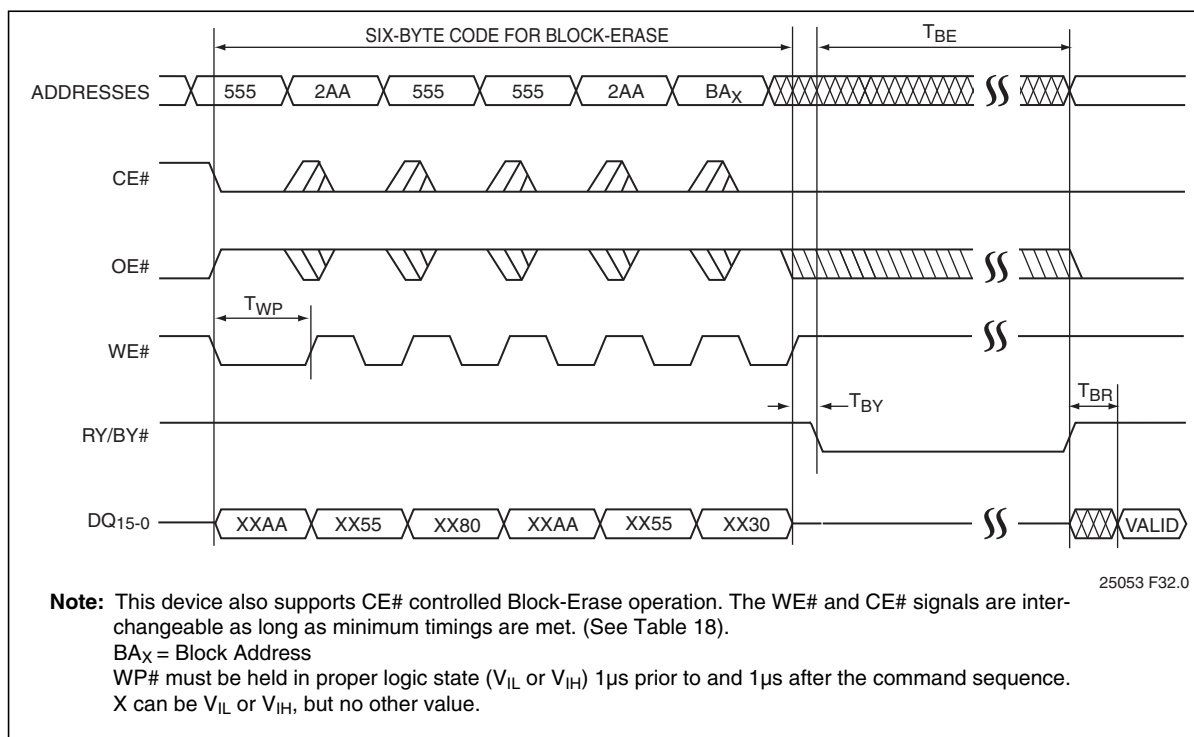 SIX-BYTE CODE FOR BLOCK-ERASE
TBE
ADDRESSES 555 2AA 555 555 2AA BAX
CE#
OE#
TWP
WE#
TBY
TBR
RY/BY#
DQ15-0 XXAA XX55 XX80 XXAA XX55 XX30 VALID
25053 F32.0
Note: This device also supports CE# controlled Block-Erase operation. The WE# and CE# signals are inter-
changeable as long as minimum timings are met. (See Table 18).
BAX = Block Address
WP# must be held in proper logic state (VIL or VIH) 1µs prior to and 1µs after the command sequence.
X can be VIL or VIH, but no other value.